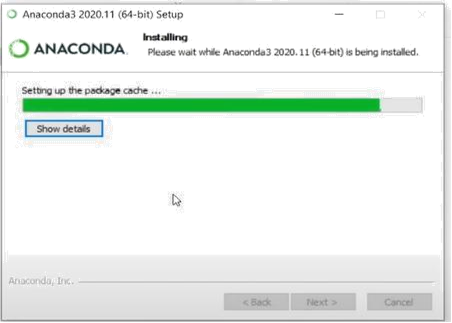 Anaconda3 2020.11 (64-bit) Setup
ANACONDA.
Installing
Please wait while Anaconda3 2020.11 (64-bit) is being installed.
Setting up the package cache ...
Show details
Anaconda, Inc.
< Back
Next >
Cancel